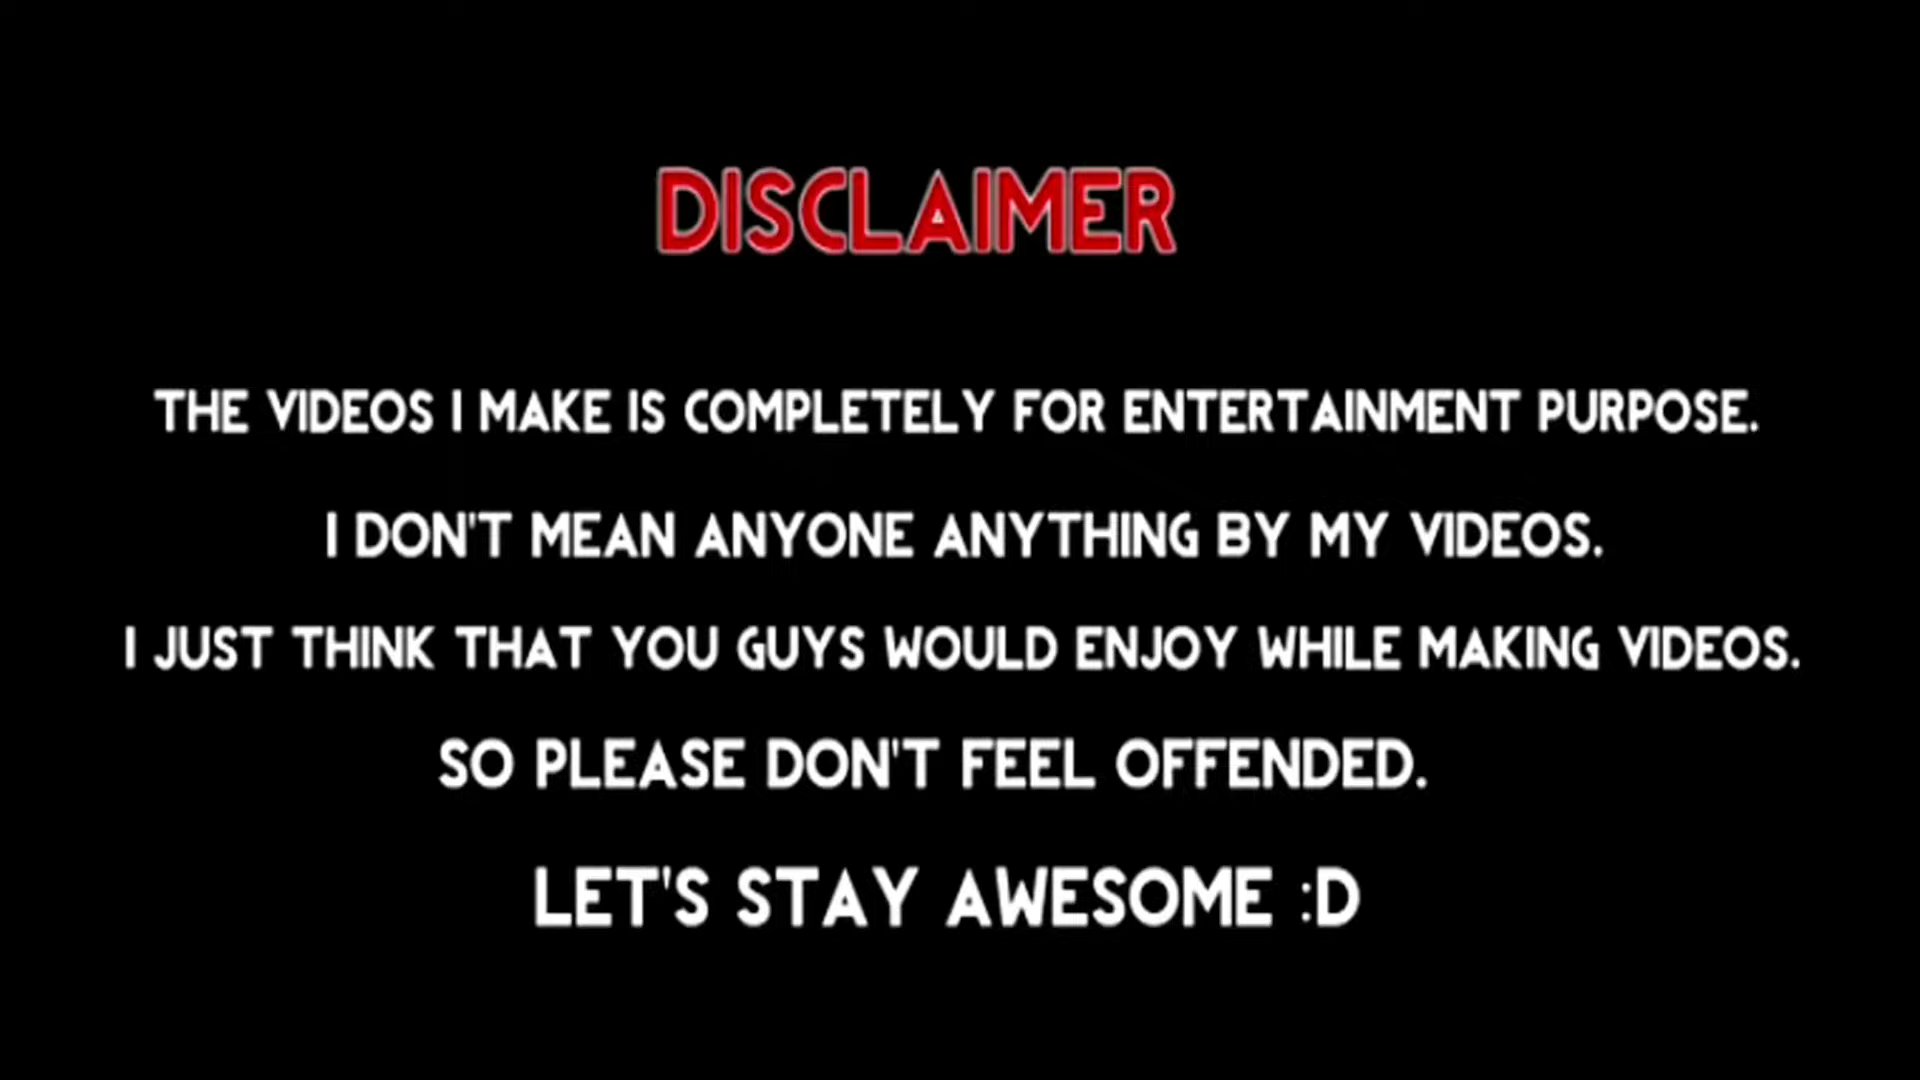 DISCLAIMER
THE VIDEOS I MAKE IS COMPLETELY FOR ENTERTAINMENT PURPOSE.
I DON'T MEAN ANYONE ANYTHING BY MY VIDEOS.
I JUST THINK THAT YOU GUYS WOULD ENJOY WHILE MAKING VIDEOS.
SO PLEASE DON'T FEEL OFFENDED.
LET'S STAY AWESOME :D